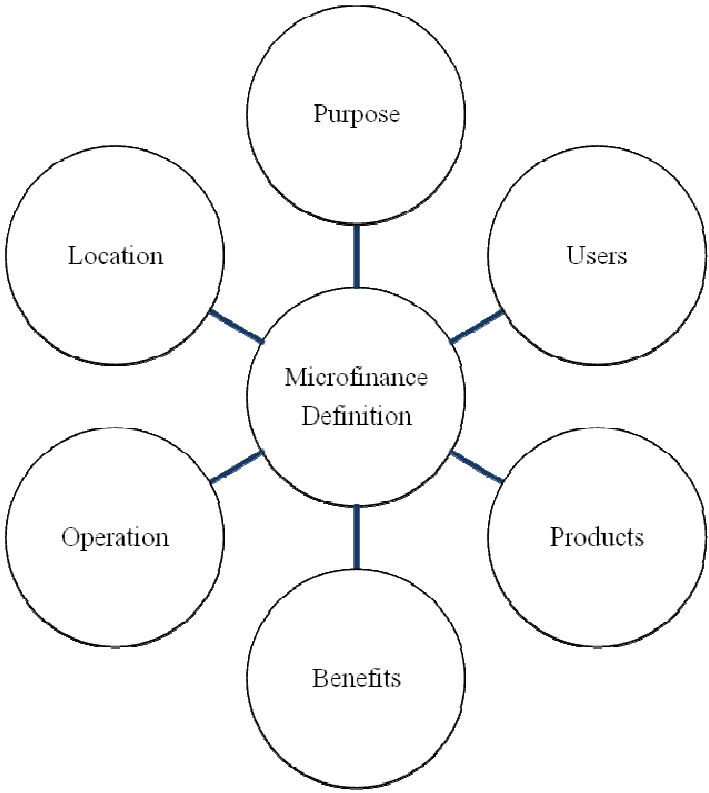 Purpose
Location
Users
Microfinance
Definition
Operation
Products
Benefits